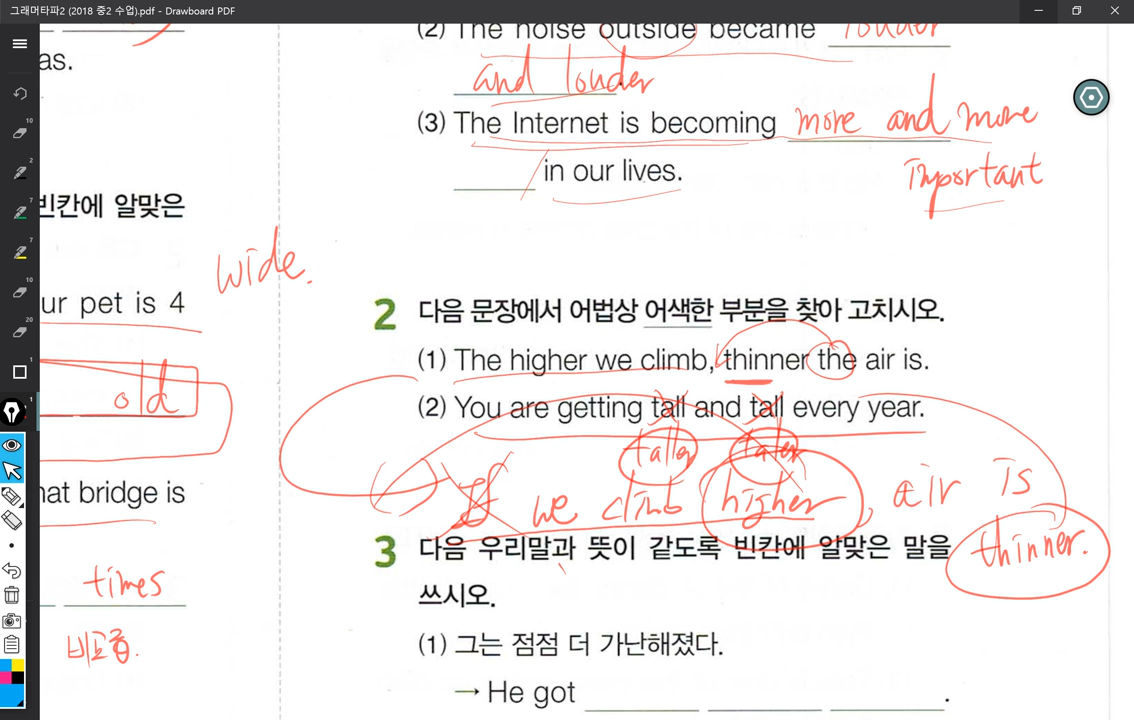 그래머타파2 (2018 중2 수업).pdf - Drawboard PDF
as.
빈칸에 알맞은
wide.
ur pet is 4
old
hat bridge is
times
비교급.
(2) The noise outside became louder
and louder
(3) The Internet is becoming more and more
in our lives.
important
2 다음 문장에서 어법상 어색한 부분을 찾아 고치시오.
(1) The higher we climb, thinner the air is.
(2) You are getting tall and tall every year.
taller taller
If we climb higher, air is
thinner.
3 다음 우리말과 뜻이 같도록 빈칸에 알맞은 말을
쓰시오.
(1) 그는 점점 더 가난해졌다.
→ He got .